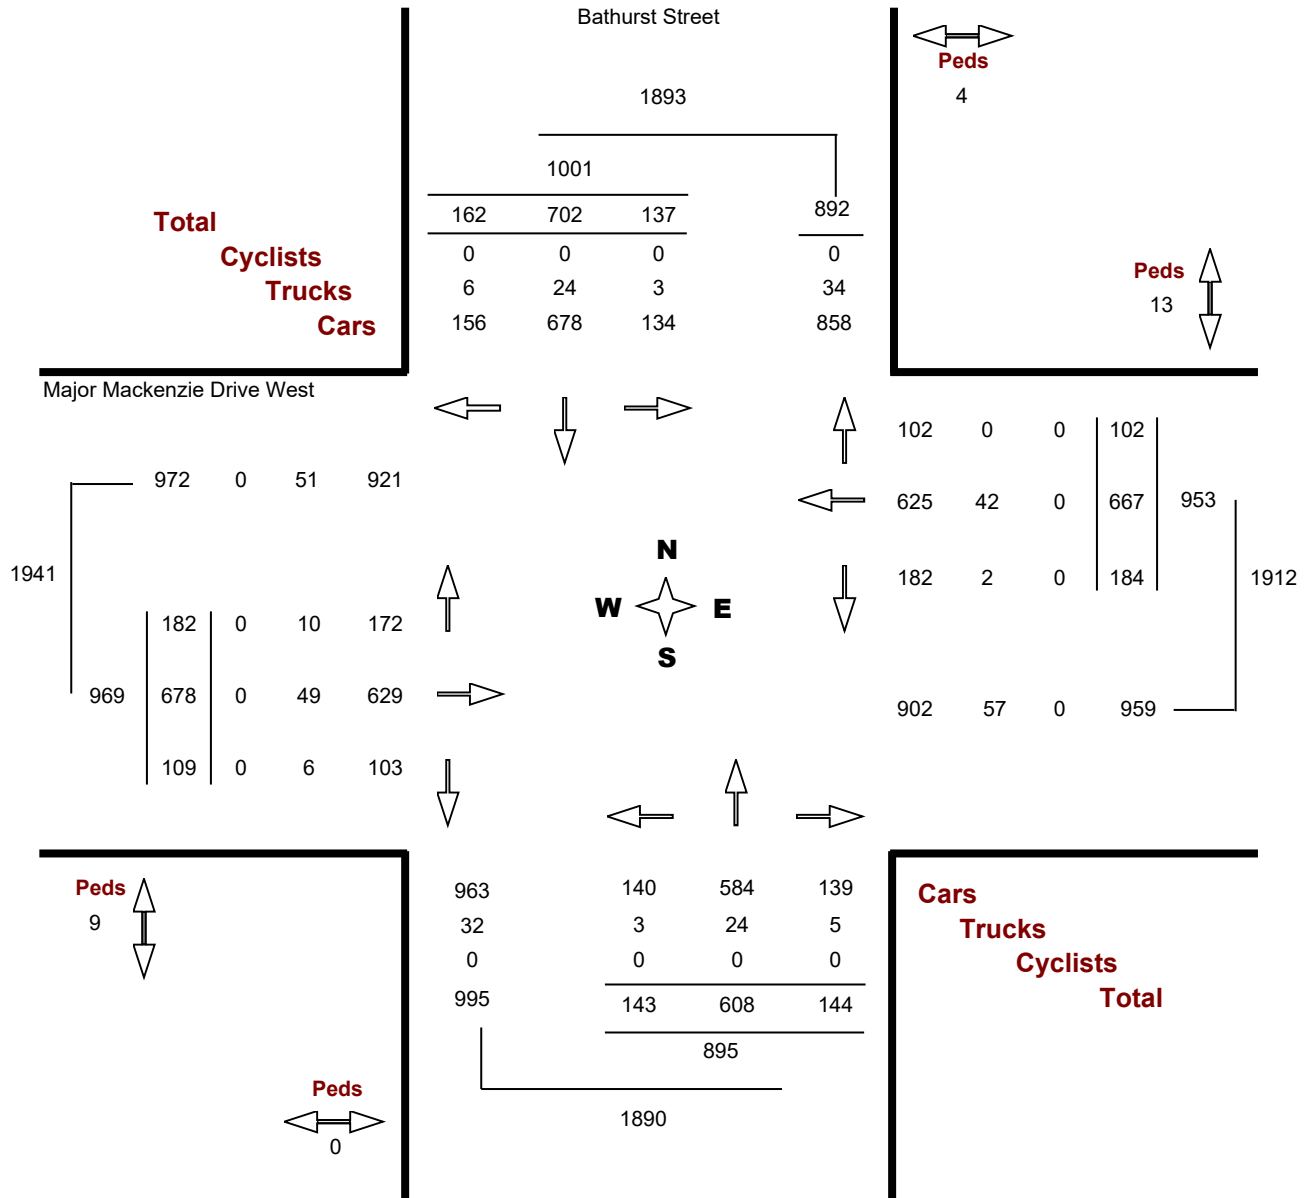 Bathurst Street
Peds
4
1893
1001
162 702 137 892
Total
0 0 0 0
Cyclists
6 24 3 34
Trucks
156 678 134 858
Cars
Peds
13
Major Mackenzie Drive West
102 0 0 102
972 0 51 921
625 42 0 667 953
N
1941
182 2 0 184 1912
W E
182 0 10 172
S
969 678 0 49 629
902 57 0 959
109 0 6 103
Peds
9
963 140 584 139
Cars
32 3 24 5
Trucks
0 0 0 0
Cyclists
995 143 608 144
Total
895
Peds
0
1890